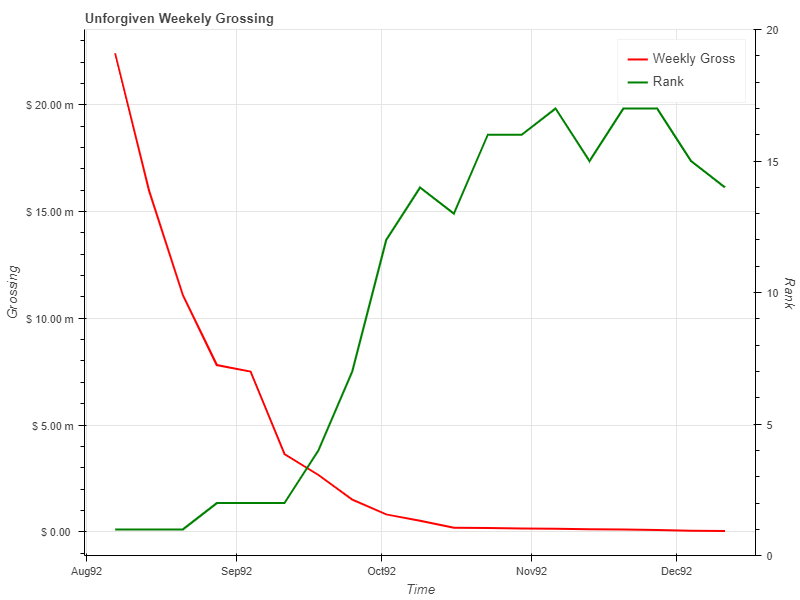 Unforgiven Weekely Grossing
Weekly Gross
Rank
$ 20.00 m
$ 15.00 m
$ 10.00 m
$ 5.00 m
$ 0.00
Grossing
20
15
10
5
0
Rank
Aug92
Sep92
Oct92
Nov92
Dec92
Time